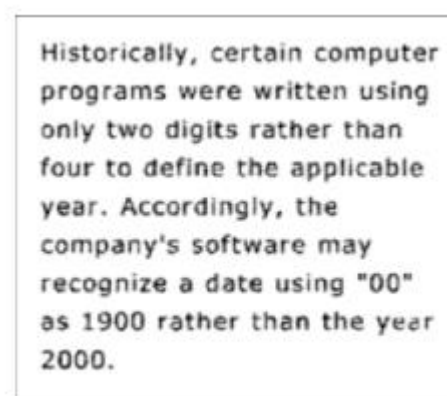 Historically, certain computer
programs were written using
only two digits rather than
four to define the applicable
year. Accordingly, the
company's software may
recognize a date using "00"
as 1900 rather than the year
2000.